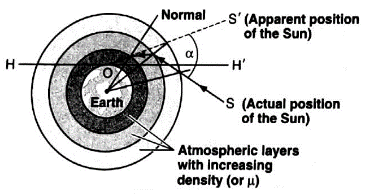 Normal
S' (Apparent position
of the Sun)
α
O
H
H'
Earth
S (Actual position
of the Sun)
Atmospheric layers
with increasing
density (or μ)